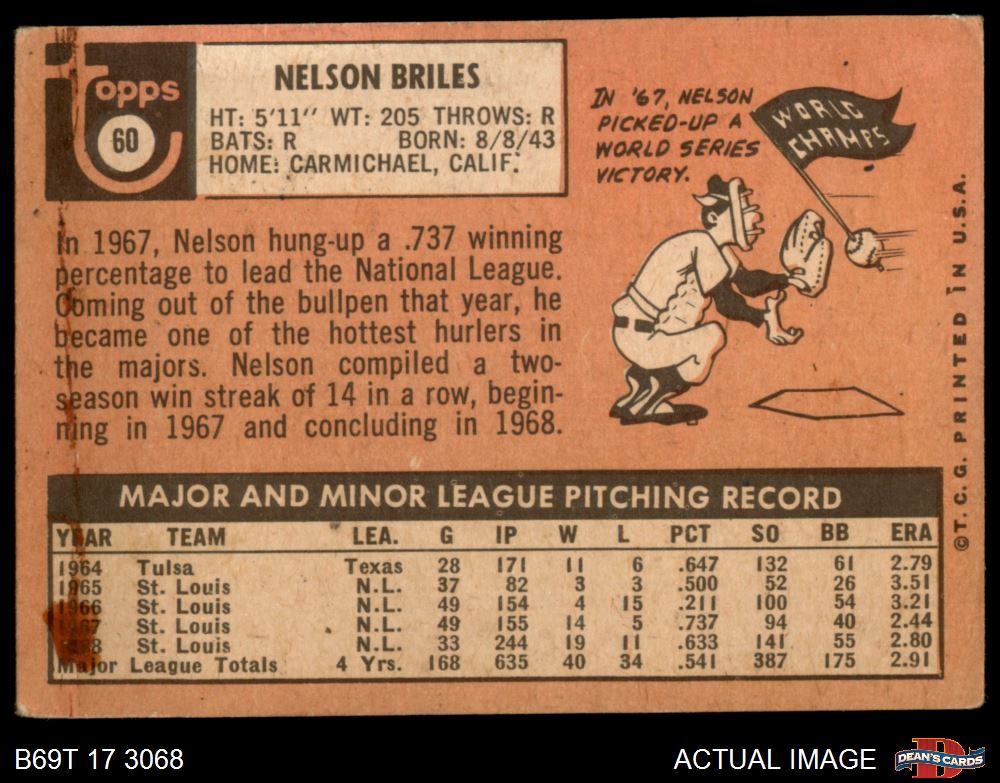 Topps
60
NELSON BRILES
HT: 5'11" WT: 205 THROWS: R
BATS: R BORN: 8/8/43
HOME: CARMICHAEL, CALIF.
In 1967, Nelson hung-up a .737 winning
percentage to lead the National League.
Coming out of the bullpen that year, he
became one of the hottest hurlers in
the majors. Nelson compiled a two-
season win streak of 14 in a row, begin-
ning in 1967 and concluding in 1968.
IN '67, NELSON
PICKED-UP A
WORLD SERIES
VICTORY.
WORLD
CHAMPS
©T.C.G. PRINTED IN U.S.A.
MAJOR AND MINOR LEAGUE PITCHING RECORD
YEAR TEAM LEA. G IP W L PCT SO BB ERA
1964 Tulsa Texas 28 171 11 6 .647 132 61 2.79
1965 St. Louis N.L. 37 82 3 3 .500 52 26 3.51
1966 St. Louis N.L. 49 154 4 15 .211 100 54 3.21
1967 St. Louis N.L. 49 155 14 5 .737 94 40 2.44
1968 St. Louis N.L. 33 244 19 11 .633 141 55 2.80
Major League Totals 4 Yrs. 168 635 40 34 .541 387 175 2.91
B69T 17 3068
ACTUAL IMAGE
D
DEAN'S CARDS